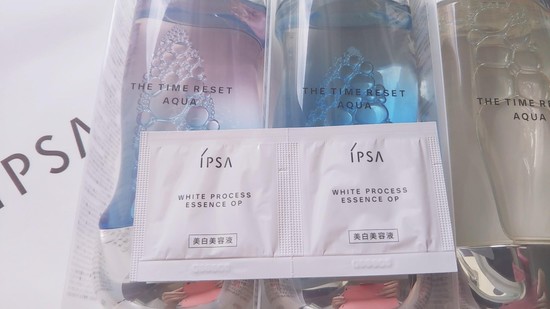 THE TIME RESET
AQUA
THE TIME RESET
AQUA
THE TIME RESET
AQUA
IPSA
IPSA
WHITE PROCESS
ESSENCE OP
美白美容液
IPSA
WHITE PROCESS
ESSENCE OP
美白美容液